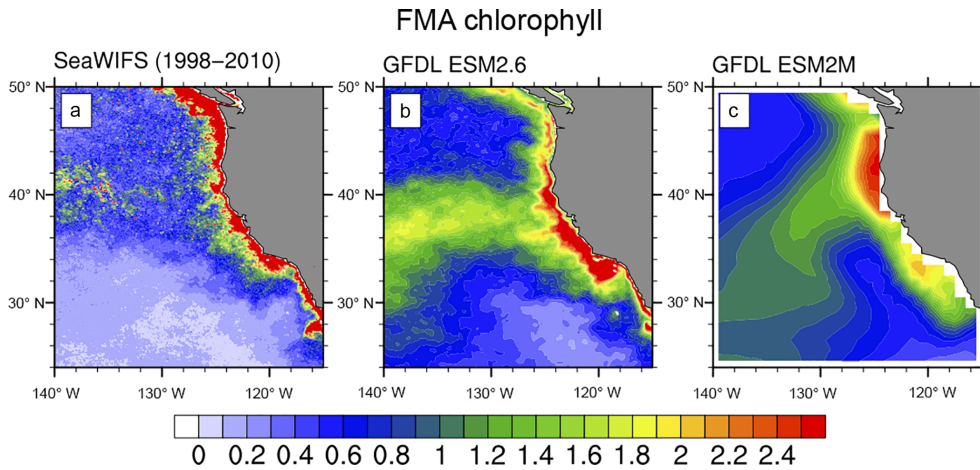 FMA chlorophyll
SeaWIFS (1998–2010)
GFDL ESM2.6
GFDL ESM2M
a
b
c
50° N
40° N
30° N
140° W
130° W
120° W
50° N
40° N
30° N
140° W
130° W
120° W
50° N
40° N
30° N
140° W
130° W
120° W
0 0.2 0.4 0.6 0.8 1 1.2 1.4 1.6 1.8 2 2.2 2.4